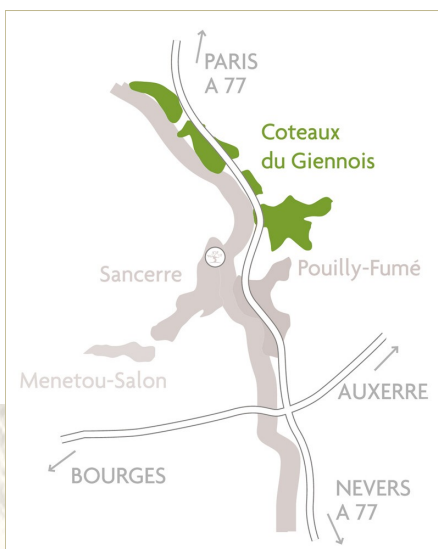 PARIS
A 77
Coteaux
du Giennois
Sancerre
Pouilly-Fumé
Menetou-Salon
AUXERRE
BOURGES
NEVERS
A 77